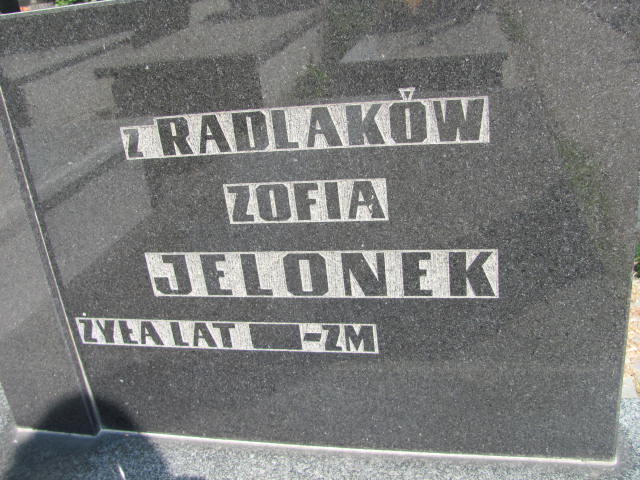 Z RADLAKÓW
ZOFIA
JELONEK
ŻYŁA LAT -ZM